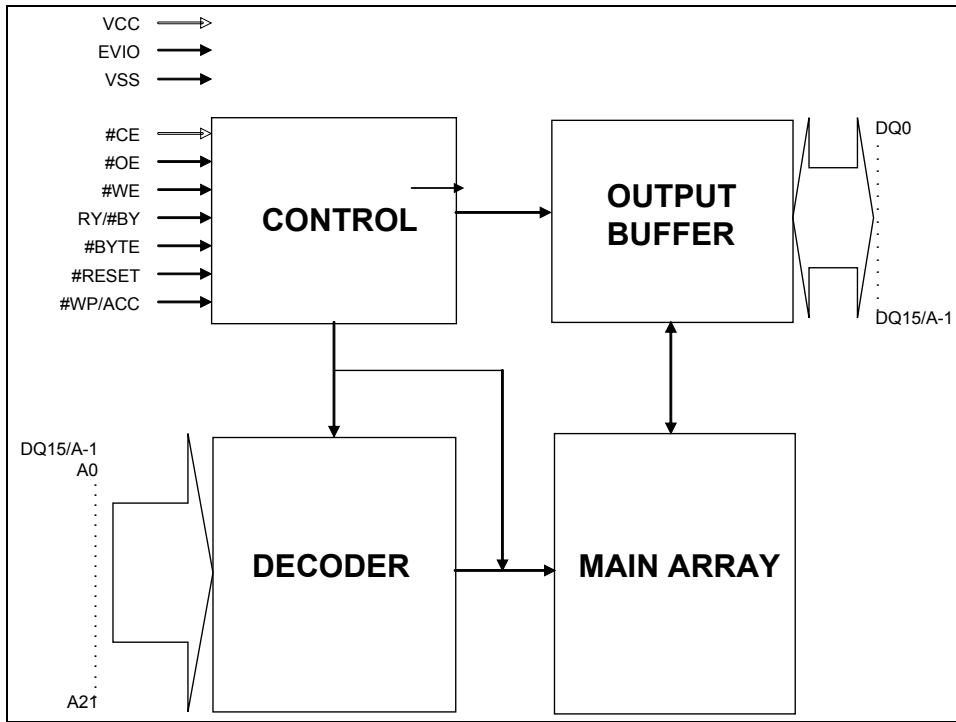 VCC
EVIO
VSS
#CE
#OE
#WE
RY/#BY
#BYTE
#RESET
#WP/ACC
CONTROL
OUTPUT
BUFFER
DQ0
DQ15/A-1
DQ15/A-1
A0
A21
DECODER
MAIN ARRAY